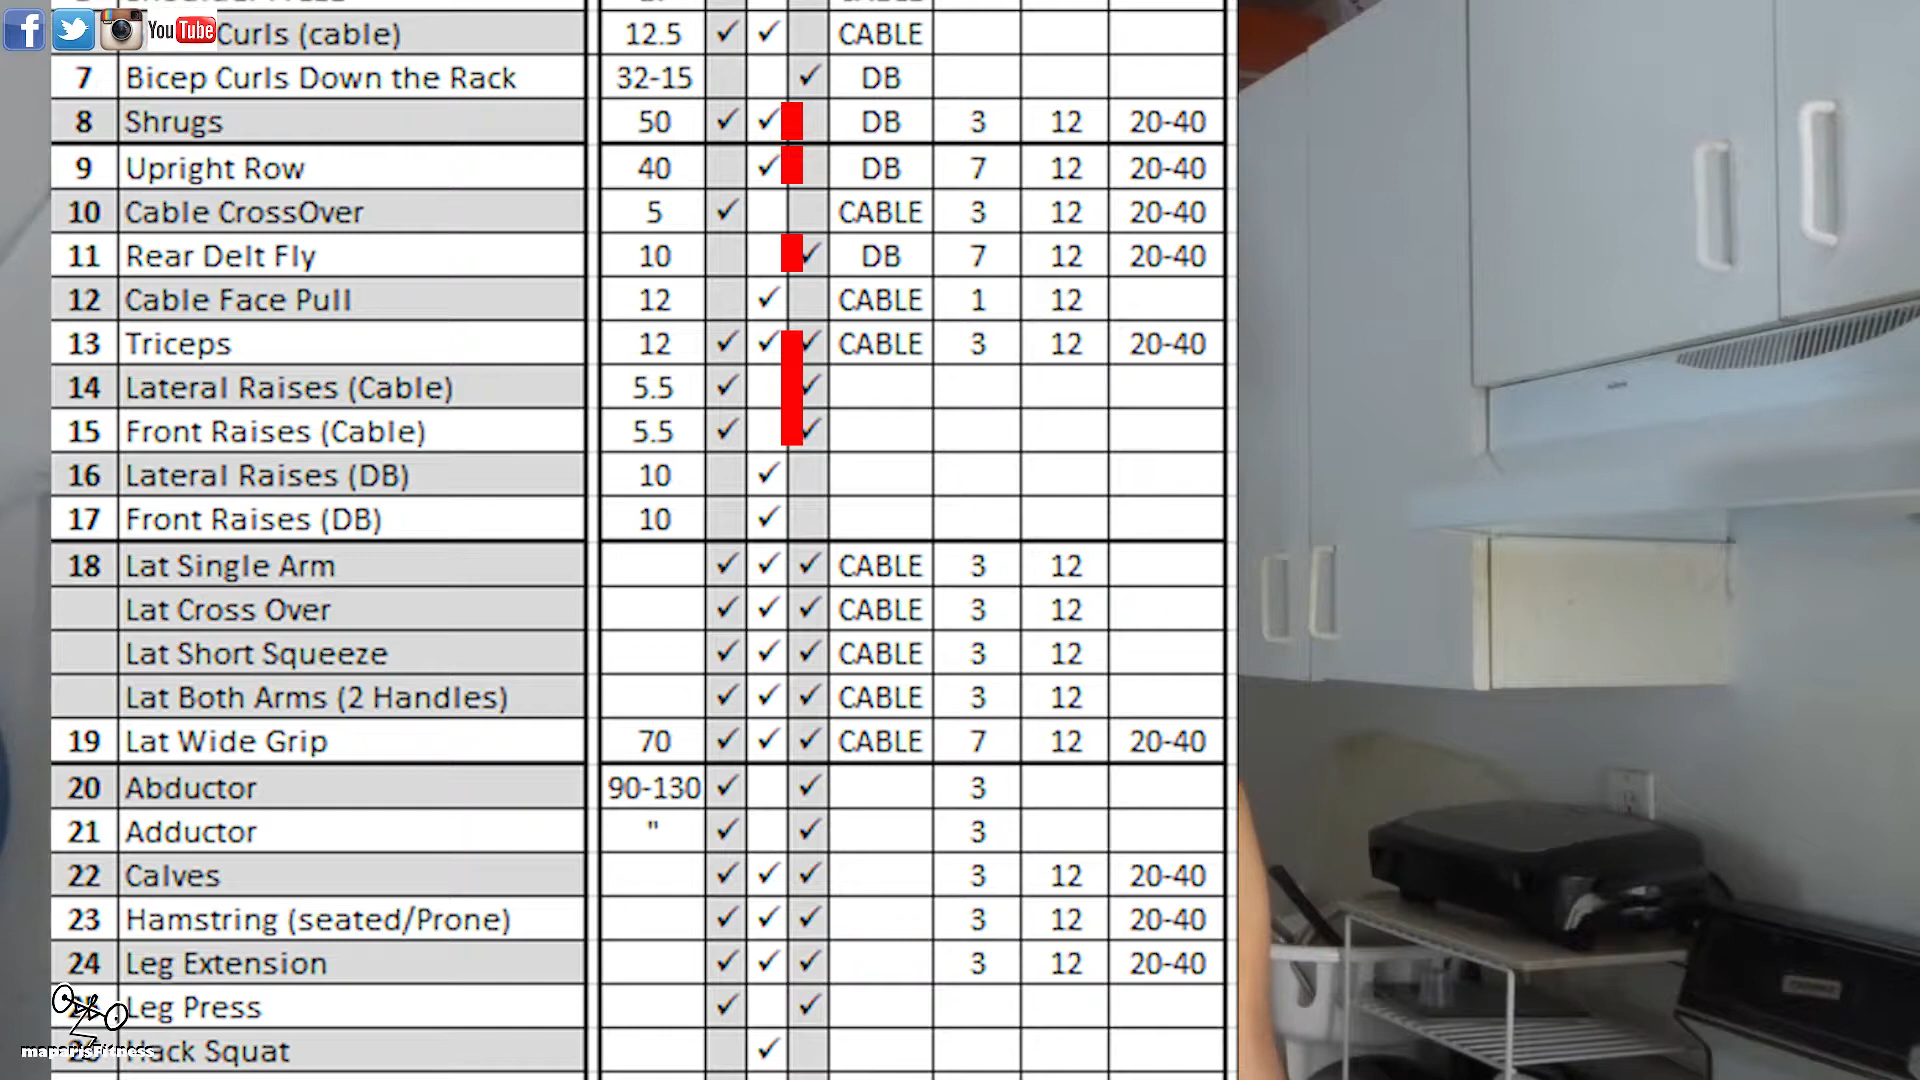 You Tube
Curls (cable) 12.5 ✓ ✓ CABLE
7 Bicep Curls Down the Rack 32-15 ✓ DB
8 Shrugs 50 ✓ ✓ DB 3 12 20-40
9 Upright Row 40 ✓ DB 7 12 20-40
10 Cable CrossOver 5 ✓ CABLE 3 12 20-40
11 Rear Delt Fly 10 ✓ DB 7 12 20-40
12 Cable Face Pull 12 ✓ CABLE 1 12
13 Triceps 12 ✓ ✓ ✓ CABLE 3 12 20-40
14 Lateral Raises (Cable) 5.5 ✓ ✓
15 Front Raises (Cable) 5.5 ✓ ✓
16 Lateral Raises (DB) 10 ✓
17 Front Raises (DB) 10 ✓
18 Lat Single Arm ✓ ✓ ✓ CABLE 3 12
Lat Cross Over ✓ ✓ ✓ CABLE 3 12
Lat Short Squeeze ✓ ✓ ✓ CABLE 3 12
Lat Both Arms (2 Handles) ✓ ✓ ✓ CABLE 3 12
19 Lat Wide Grip 70 ✓ ✓ ✓ CABLE 7 12 20-40
20 Abductor 90-130 ✓ ✓ 3
21 Adductor " ✓ ✓ 3
22 Calves ✓ ✓ ✓ 3 12 20-40
23 Hamstring (seated/Prone) ✓ ✓ ✓ 3 12 20-40
24 Leg Extension ✓ ✓ ✓ 3 12 20-40
Leg Press ✓ ✓
Hack Squat ✓
maparisFitness